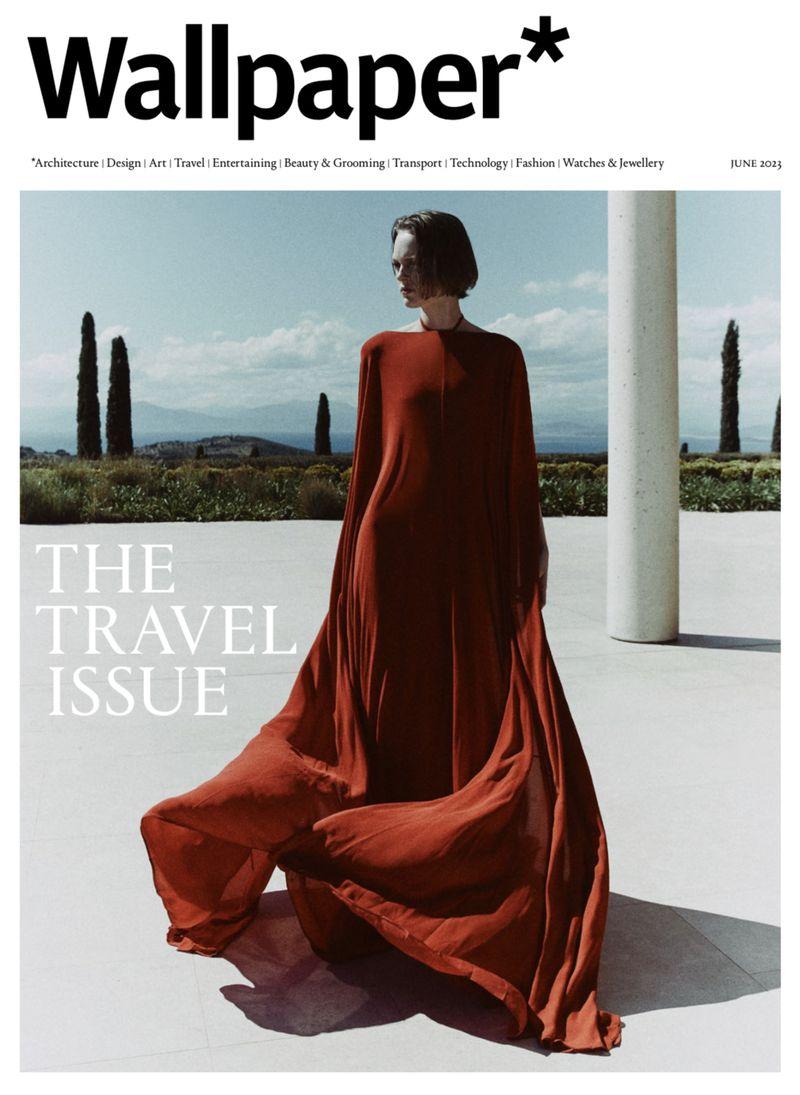 Wallpaper*
*Architecture | Design | Art | Travel | Entertaining | Beauty & Grooming | Transport | Technology | Fashion | Watches & Jewellery JUNE 2023
THE
TRAVEL
ISSUE